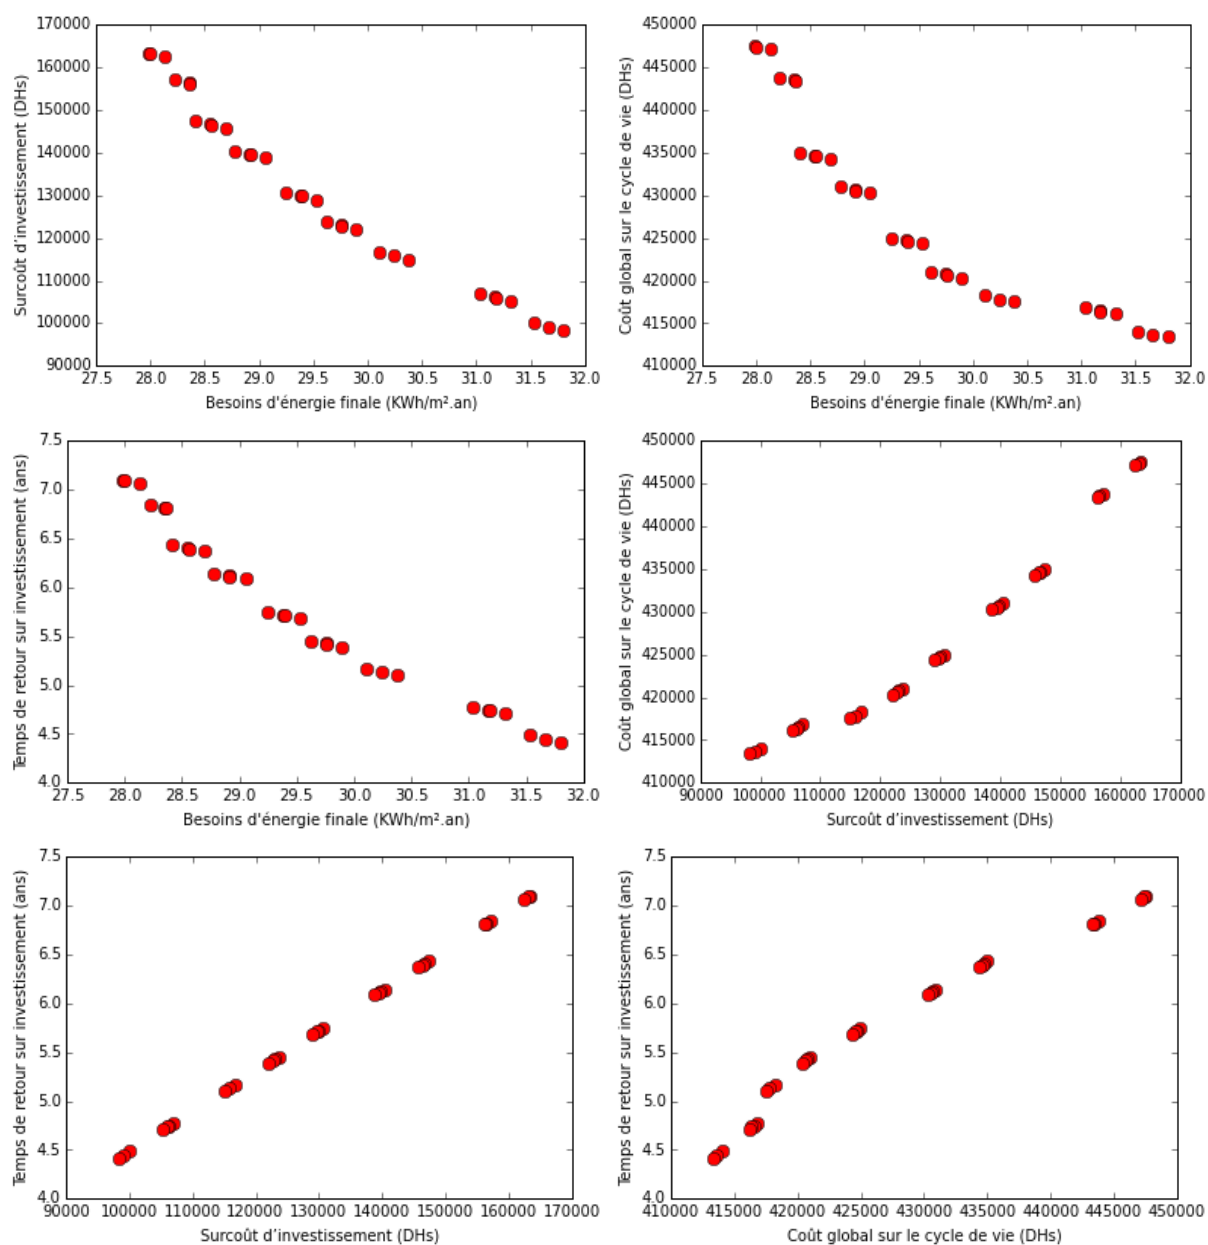 170000
160000
150000
140000
130000
120000
110000
100000
90000
Surcoût d’investissement (DHs)
27.5 28.0 28.5 29.0 29.5 30.0 30.5 31.0 31.5 32.0
Besoins d'énergie finale (KWh/m².an)
450000
445000
440000
435000
430000
425000
420000
415000
410000
Coût global sur le cycle de vie (DHs)
27.5 28.0 28.5 29.0 29.5 30.0 30.5 31.0 31.5 32.0
Besoins d'énergie finale (KWh/m².an)
7.5
7.0
6.5
6.0
5.5
5.0
4.5
4.0
Temps de retour sur investissement (ans)
27.5 28.0 28.5 29.0 29.5 30.0 30.5 31.0 31.5 32.0
Besoins d'énergie finale (KWh/m².an)
450000
445000
440000
435000
430000
425000
420000
415000
410000
Coût global sur le cycle de vie (DHs)
90000 100000 110000 120000 130000 140000 150000 160000 170000
Surcoût d’investissement (DHs)
7.5
7.0
6.5
6.0
5.5
5.0
4.5
4.0
Temps de retour sur investissement (ans)
90000 100000 110000 120000 130000 140000 150000 160000 170000
Surcoût d’investissement (DHs)
7.5
7.0
6.5
6.0
5.5
5.0
4.5
4.0
Temps de retour sur investissement (ans)
410000 415000 420000 425000 430000 435000 440000 445000 450000
Coût global sur le cycle de vie (DHs)